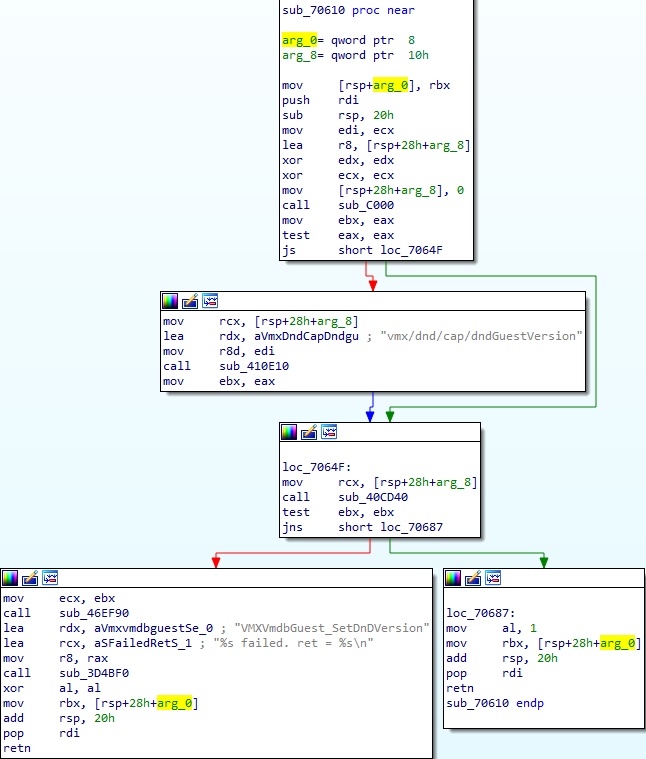 sub_70610 proc near
arg_0= qword ptr  8
arg_8= qword ptr  10h
mov     [rsp+arg_0], rbx
push    rdi
sub     rsp, 20h
mov     edi, ecx
lea     r8, [rsp+28h+arg_8]
xor     edx, edx
xor     ecx, ecx
mov     [rsp+28h+arg_8], 0
call    sub_C000
mov     ebx, eax
test    eax, eax
js      short loc_7064F
mov     rcx, [rsp+28h+arg_8]
lea     rdx, aVmxDndCapDndgu ; "vmx/dnd/cap/dndGuestVersion"
mov     r8d, edi
call    sub_410E10
mov     ebx, eax
loc_7064F:
mov     rcx, [rsp+28h+arg_8]
call    sub_40CD40
test    ebx, ebx
jns     short loc_70687
mov     ecx, ebx
call    sub_46EF90
lea     rdx, aVmxvmdbguestSe_0 ; "VMXVmdbGuest_SetDnDVersion"
lea     rcx, aSFailedRetS_1 ; "%s failed. ret = %s\n"
mov     r8, rax
call    sub_3D4BF0
xor     al, al
mov     rbx, [rsp+28h+arg_0]
add     rsp, 20h
pop     rdi
retn
loc_70687:
mov     al, 1
mov     rbx, [rsp+28h+arg_0]
add     rsp, 20h
pop     rdi
retn
sub_70610 endp